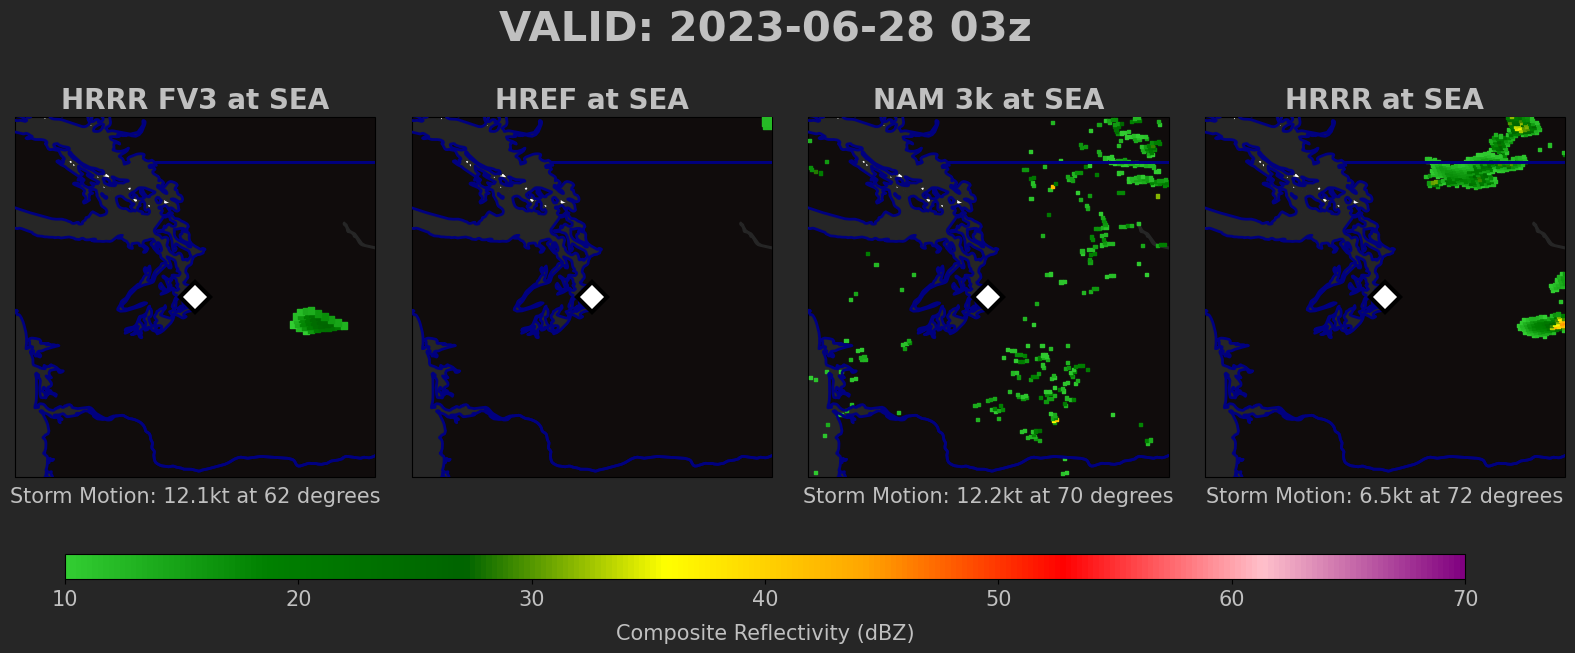 VALID: 2023-06-28 03z
HRRR FV3 at SEA
HREF at SEA
NAM 3k at SEA
HRRR at SEA
Storm Motion: 12.1kt at 62 degrees
Storm Motion: 12.2kt at 70 degrees
Storm Motion: 6.5kt at 72 degrees
10 20 30 40 50 60 70
Composite Reflectivity (dBZ)